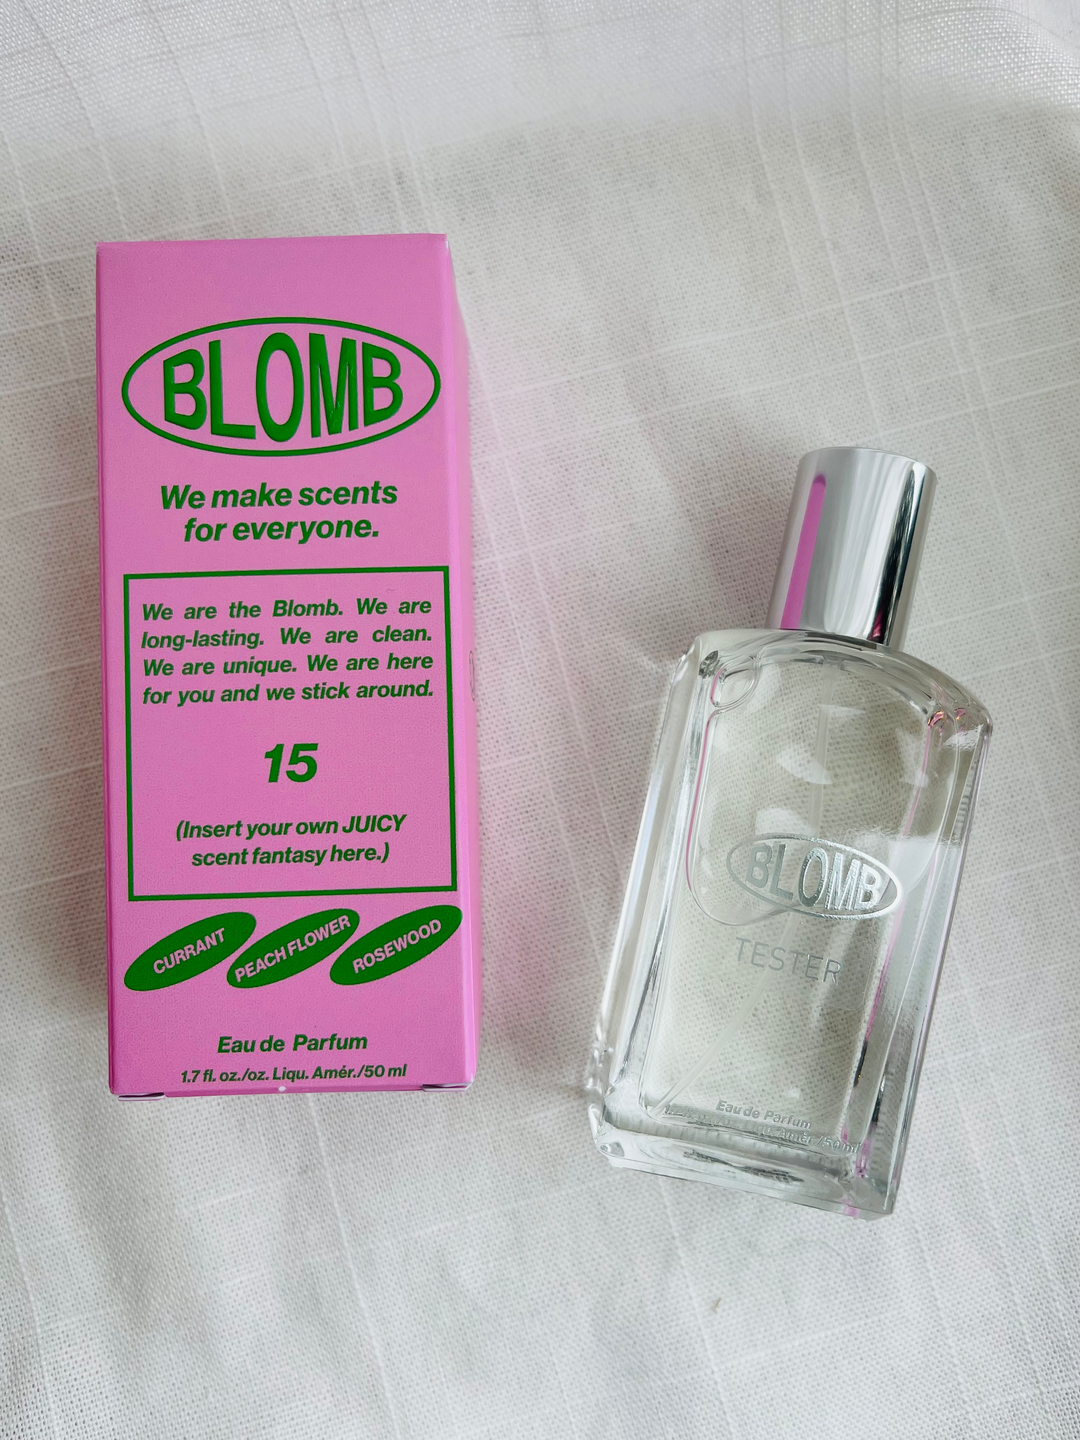 BLOMB
We make scents
for everyone.
We are the Blomb. We are
long-lasting. We are clean.
We are unique. We are here
for you and we stick around.
15
(Insert your own JUICY
scent fantasy here.)
CURRANT
PEACH FLOWER
ROSEWOOD
Eau de Parfum
1.7 fl. oz./oz. Liqu. Amér./50 ml
BLOMB
TESTER
Eau de Parfum
Amér./50 ml